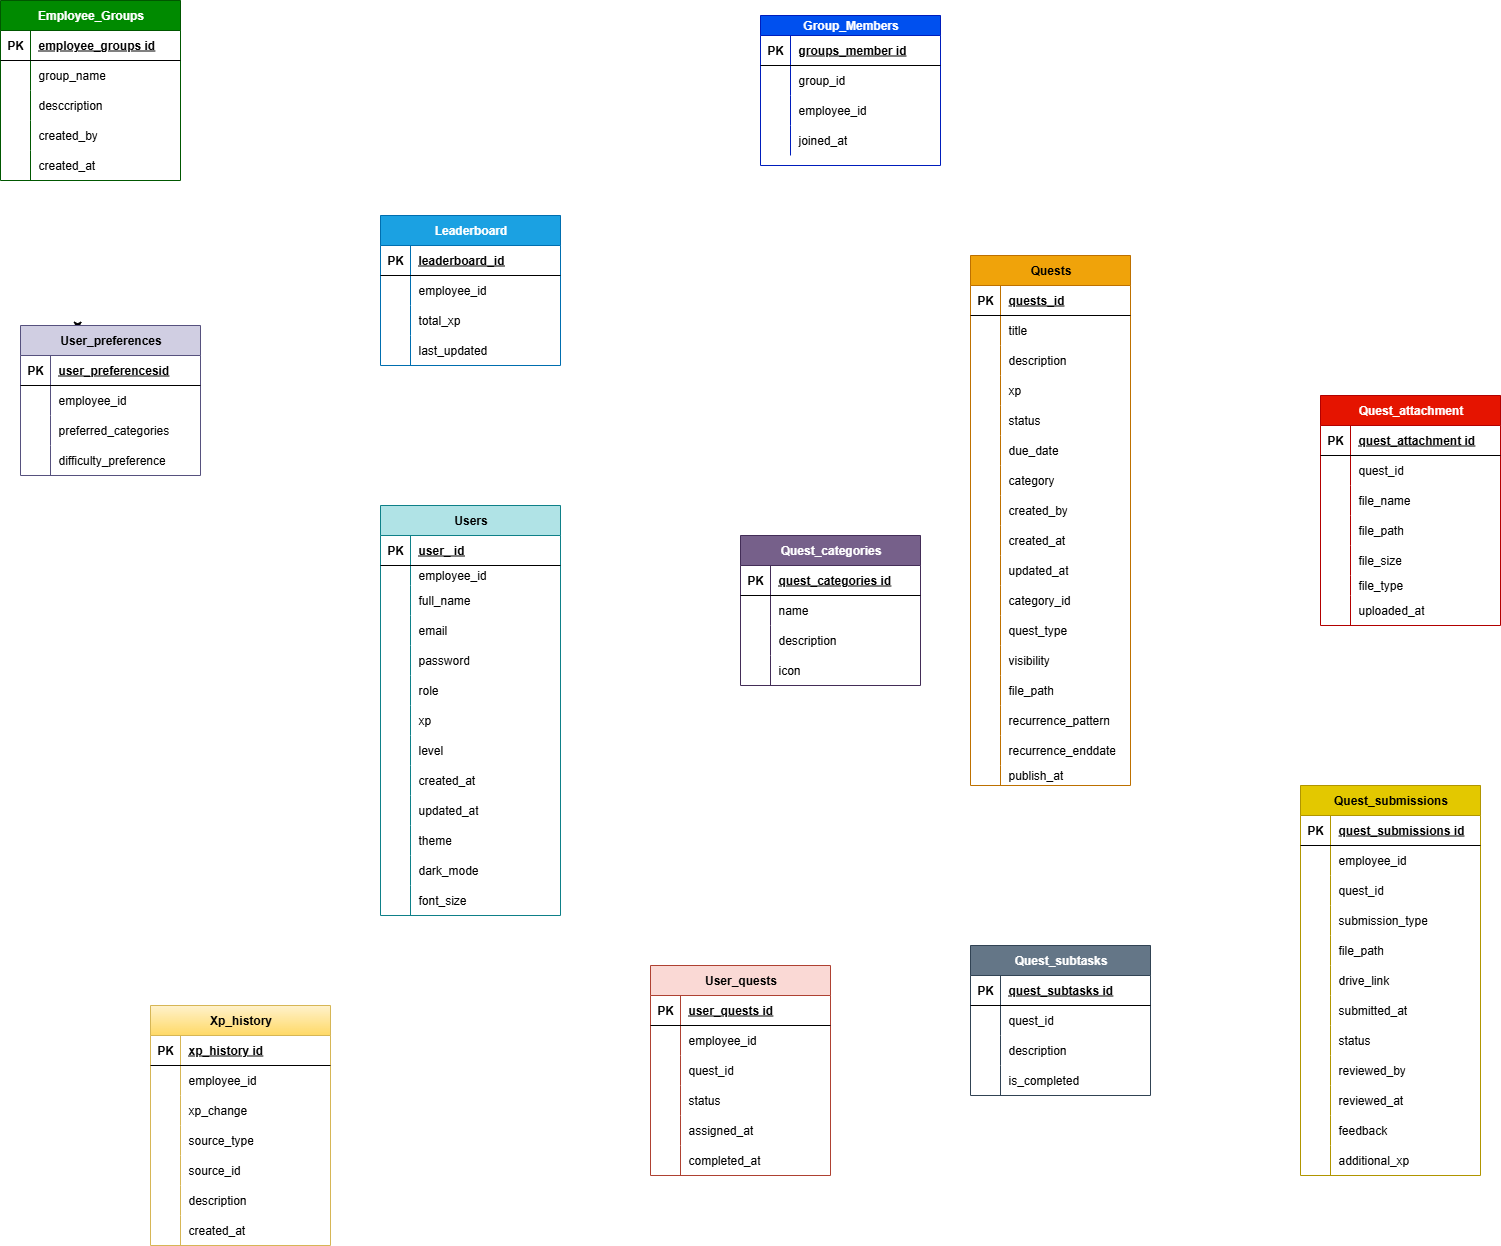 Employee_Groups
PK employee_groups id
group_name
desccription
created_by
created_at
Group_Members
PK groups_member id
group_id
employee_id
joined_at
Leaderboard
PK leaderboard_id
employee_id
total_xp
last_updated
Quests
PK quests_id
title
description
xp
status
due_date
category
created_by
created_at
updated_at
category_id
quest_type
visibility
file_path
recurrence_pattern
recurrence_enddate
publish_at
User_preferences
PK user_preferencesid
employee_id
preferred_categories
difficulty_preference
Quest_attachment
PK quest_attachment id
quest_id
file_name
file_path
file_size
file_type
uploaded_at
Users
PK user_ id
employee_id
full_name
email
password
role
xp
level
created_at
updated_at
theme
dark_mode
font_size
Quest_categories
PK quest_categories id
name
description
icon
Quest_submissions
PK quest_submissions id
employee_id
quest_id
submission_type
file_path
drive_link
submitted_at
status
reviewed_by
reviewed_at
feedback
additional_xp
Quest_subtasks
PK quest_subtasks id
quest_id
description
is_completed
User_quests
PK user_quests id
employee_id
quest_id
status
assigned_at
completed_at
Xp_history
PK xp_history id
employee_id
xp_change
source_type
source_id
description
created_at